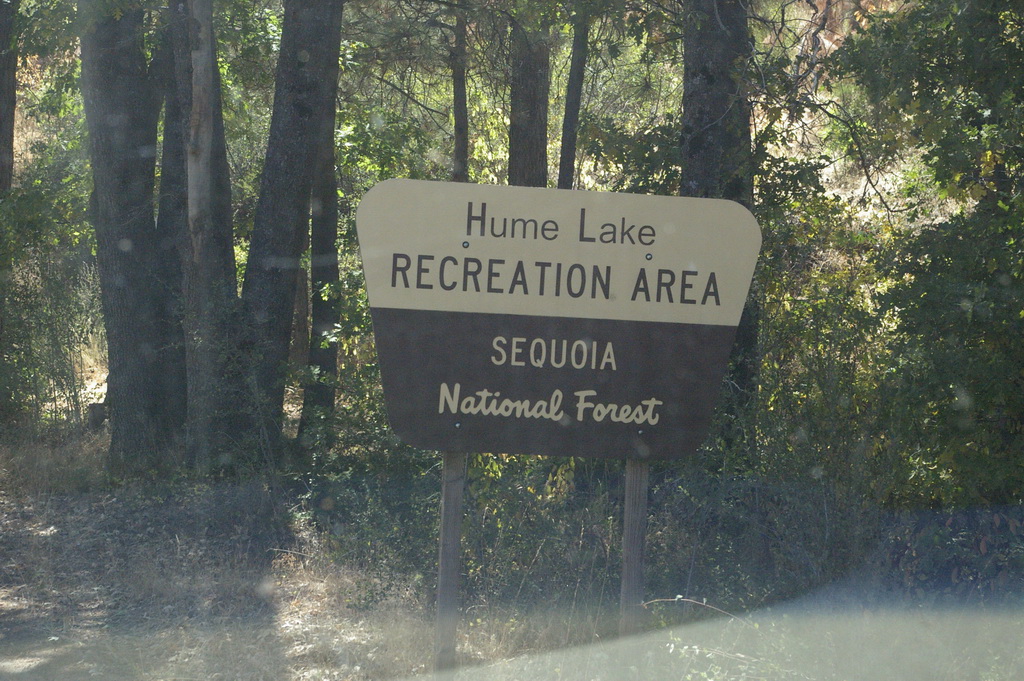 Hume Lake
RECREATION AREA
SEQUOIA
National Forest